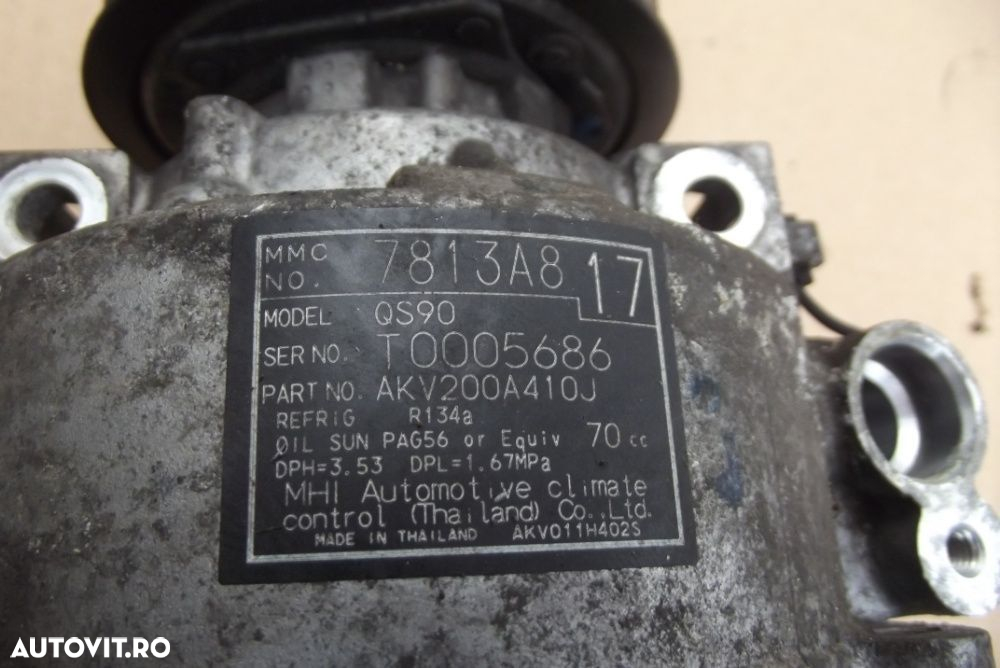 MMC NO. 7813A8 17
MODEL QS90
SER NO. T0005686
PART NO. AKV200A410J
REFRIG R134a
OIL SUN PAG56 or Equiv 70 cc
DPH=3.53 DPL=1.67MPa
MHI Automotive climate
control (Thailand) Co.,Ltd.
MADE IN THAILAND AKV011H402S
AUTOVIT.RO